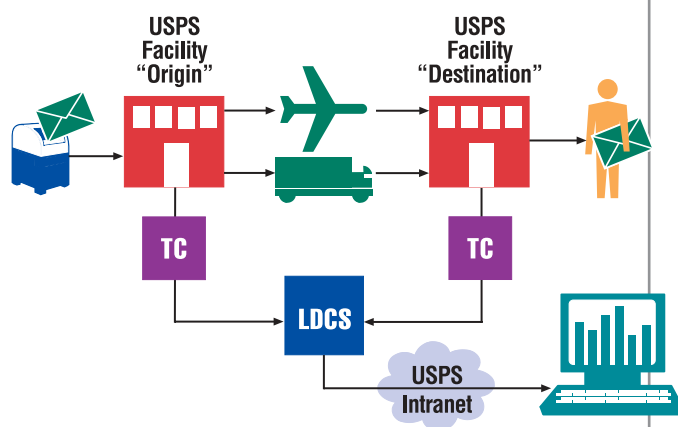 USPS
Facility
“Origin”
USPS
Facility
“Destination”
TC
TC
LDCS
USPS
Intranet